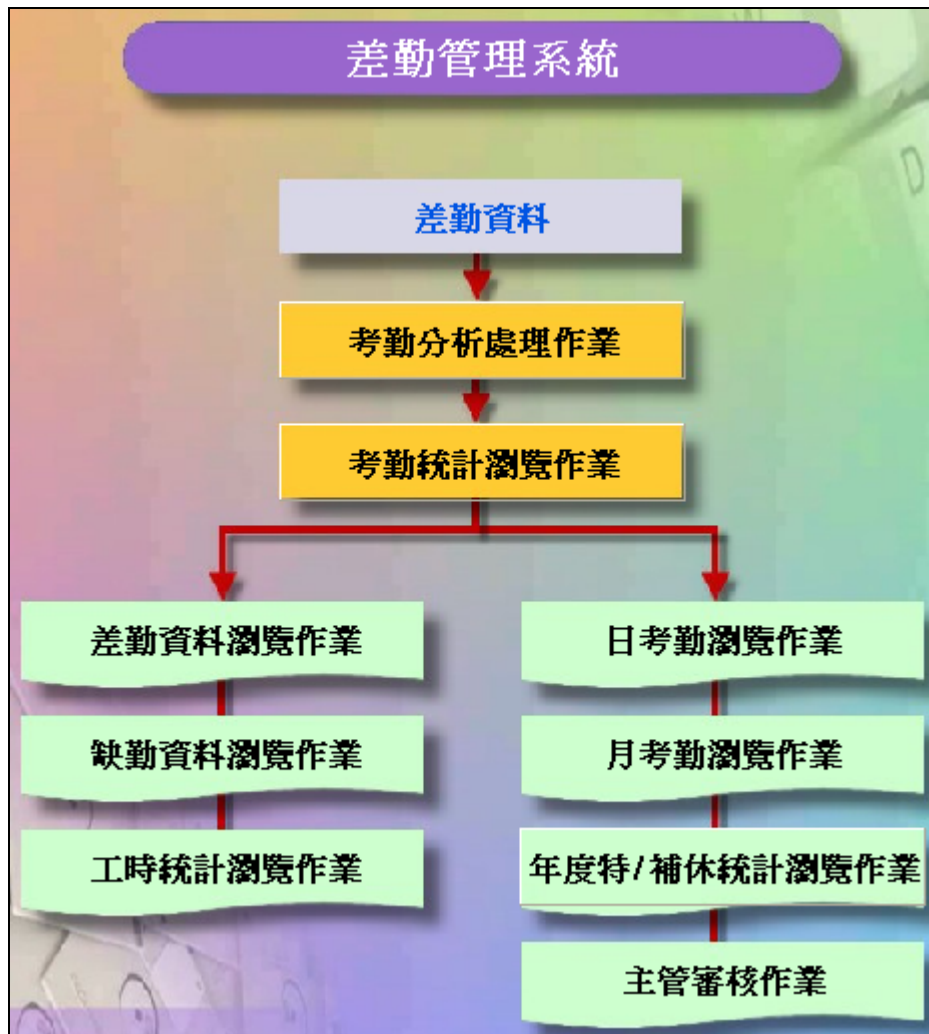 差勤管理系統
差勤資料
考勤分析處理作業
考勤統計瀏覽作業
差勤資料瀏覽作業
缺勤資料瀏覽作業
工時統計瀏覽作業
日考勤瀏覽作業
月考勤瀏覽作業
年度特/補休統計瀏覽作業
主管審核作業